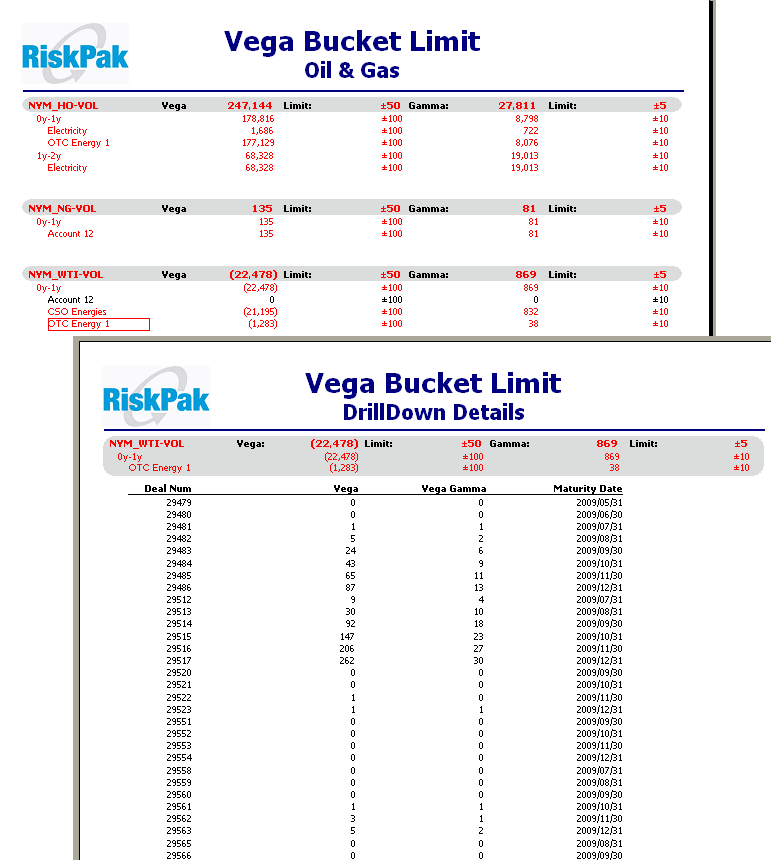 RiskPak
Vega Bucket Limit
Oil & Gas
NYM_HO-VOL Vega 247,144 Limit: ±50 Gamma: 27,811 Limit: ±5
0y-1y 178,816 ±100 8,798 ±10
Electricity 1,686 ±100 722 ±10
OTC Energy 1 177,129 ±100 8,076 ±10
1y-2y 68,328 ±100 19,013 ±10
Electricity 68,328 ±100 19,013 ±10
NYM_NG-VOL Vega 135 Limit: ±50 Gamma: 81 Limit: ±5
0y-1y 135 ±100 81 ±10
Account 12 135 ±100 81 ±10
NYM_WTI-VOL Vega (22,478) Limit: ±50 Gamma: 869 Limit: ±5
0y-1y (22,478) ±100 869 ±10
Account 12 0 ±100 0 ±10
CSO Energies (21,195) ±100 832 ±10
OTC Energy 1 (1,283) ±100 38 ±10
RiskPak
Vega Bucket Limit
DrillDown Details
NYM_WTI-VOL Vega: (22,478) Limit: ±50 Gamma: 869 Limit: ±5
0y-1y (22,478) ±100 869 ±10
OTC Energy 1 (1,283) ±100 38 ±10
Deal Num Vega Vega Gamma Maturity Date
29479 0 0 2009/05/31
29480 0 0 2009/06/30
29481 1 1 2009/07/31
29482 5 2 2009/08/31
29483 24 6 2009/09/30
29484 43 9 2009/10/31
29485 65 11 2009/11/30
29486 87 13 2009/12/31
29512 9 4 2009/07/31
29513 30 10 2009/08/31
29514 92 18 2009/09/30
29515 147 23 2009/10/31
29516 206 27 2009/11/30
29517 262 30 2009/12/31
29520 0 0 2009/09/30
29521 0 0 2009/10/31
29522 1 0 2009/11/30
29523 1 1 2009/12/31
29551 0 0 2009/09/30
29552 0 0 2009/10/31
29553 0 0 2009/11/30
29554 0 0 2009/12/31
29558 0 0 2009/07/31
29559 0 0 2009/08/31
29560 0 0 2009/09/30
29561 1 1 2009/10/31
29562 3 1 2009/11/30
29563 5 2 2009/12/31
29565 0 0 2009/08/31
29566 0 0 2009/09/30